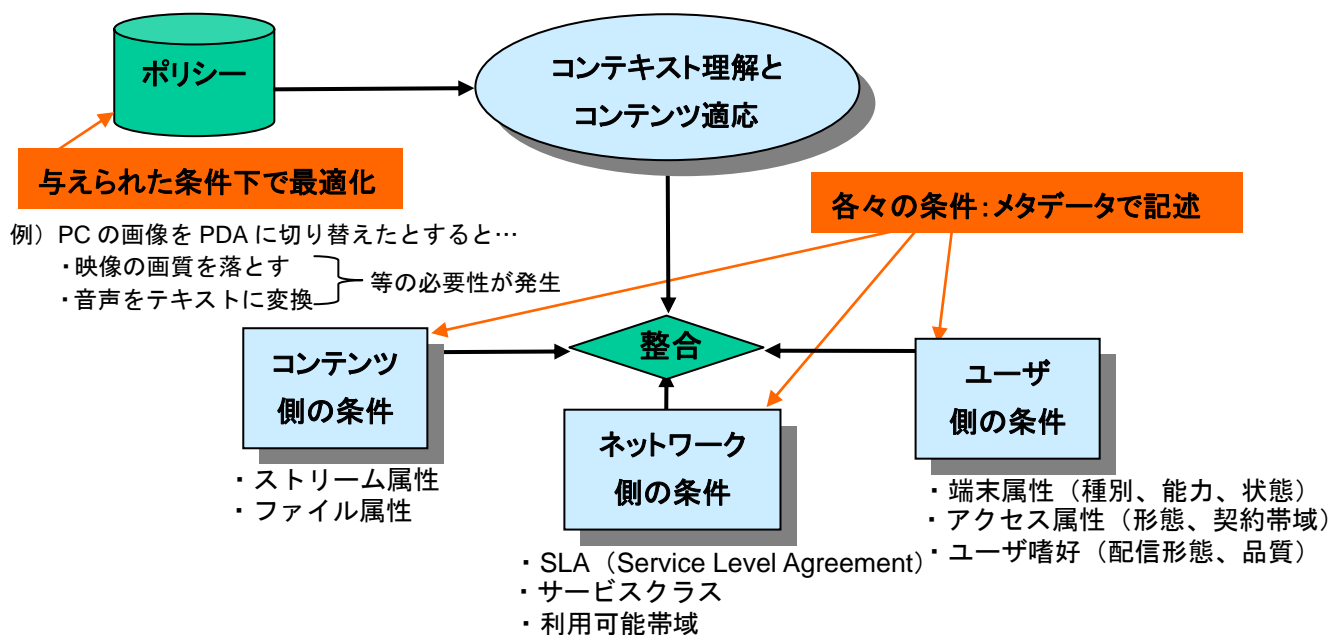 ポリシー
コンテキスト理解と
コンテンツ適応
与えられた条件下で最適化
各々の条件:メタデータで記述
例）PC の画像を PDA に切り替えたとすると…
・映像の画質を落とす
・音声をテキストに変換
等の必要性が発生
整合
コンテンツ
側の条件
・ストリーム属性
・ファイル属性
ネットワーク
側の条件
・SLA（Service Level Agreement）
・サービスクラス
・利用可能帯域
ユーザ
側の条件
・端末属性（種別、能力、状態）
・アクセス属性（形態、契約帯域）
・ユーザ嗜好（配信形態、品質）